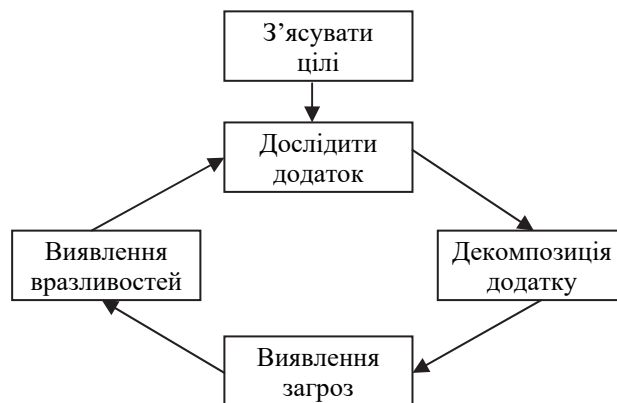 З’ясувати
цілі
Дослідити
додаток
Виявлення
вразливостей
Декомпозиція
додатку
Виявлення
загроз